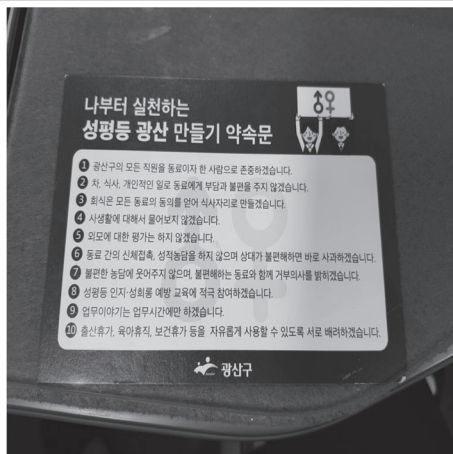 나부터 실천하는
성평등 광산 만들기 약속문
1 광산구의 모든 직원을 동료이자 한 사람으로 존중하겠습니다.
2 차, 식사, 개인적인 일로 동료에게 부담과 불편을 주지 않겠습니다.
3 회식은 모든 동료의 동의를 얻어 식사자리로 만들겠습니다.
4 사생활에 대해서 물어보지 않겠습니다.
5 외모에 대한 평가는 하지 않겠습니다.
6 동료 간의 신체접촉, 성적농담을 하지 않으며 상대가 불편해하면 바로 사과하겠습니다.
7 불편한 농담에 웃어주지 않으며, 불편해하는 동료와 함께 거부의사를 밝히겠습니다.
8 성평등 인지·성희롱 예방 교육에 적극 참여하겠습니다.
9 업무이야기는 업무시간에만 하겠습니다.
10 출산휴가, 육아휴직, 보건휴가 등을 자유롭게 사용할 수 있도록 서로 배려하겠습니다.
광산구